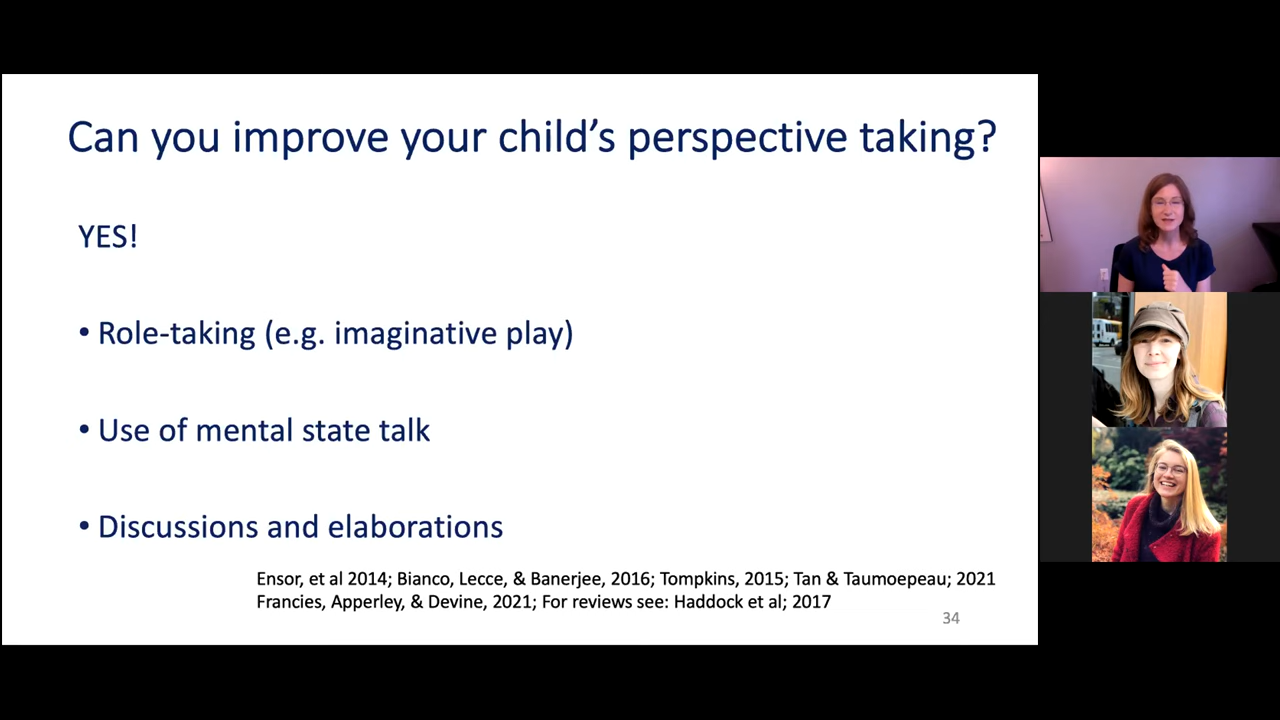 Can you improve your child’s perspective taking?
YES!
• Role-taking (e.g. imaginative play)
• Use of mental state talk
• Discussions and elaborations
Ensor, et al 2014; Bianco, Lecce, & Banerjee, 2016; Tompkins, 2015; Tan & Taumoepeau; 2021
Francies, Apperley, & Devine, 2021; For reviews see: Haddock et al; 2017
34